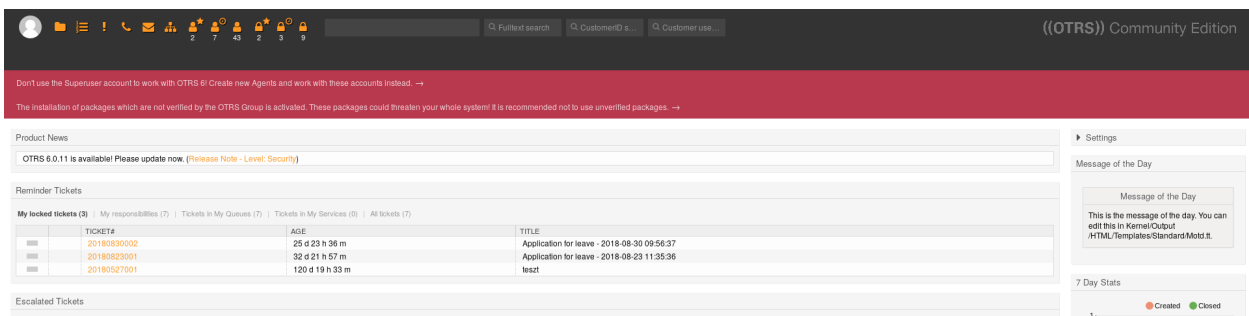 2 7 43 2 3 9
Fulltext search CustomerID s... Customer use...
((OTRS)) Community Edition
Don't use the Superuser account to work with OTRS 6! Create new Agents and work with these accounts instead. →
The installation of packages which are not verified by the OTRS Group is activated. These packages could threaten your whole system! It is recommended not to use unverified packages. →
Product News
OTRS 6.0.11 is available! Please update now. (Release Note - Level: Security)
Reminder Tickets
My locked tickets (3) | My responsibilities (7) | Tickets in My Queues (7) | Tickets in My Services (0) | All tickets (7)
TICKET# AGE TITLE
20180830002 25 d 23 h 36 m Application for leave - 2018-08-30 09:56:37
20180823001 32 d 21 h 57 m Application for leave - 2018-08-23 11:35:36
20180527001 120 d 19 h 33 m teszt
Escalated Tickets
Settings
Message of the Day
Message of the Day
This is the message of the day. You can
edit this in Kernel/Output
/HTML/Templates/Standard/Motd.tt.
7 Day Stats
Created Closed